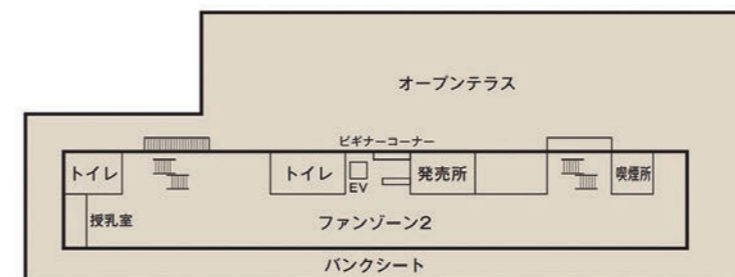 オープンテラス
ビギナーコーナー
トイレ
トイレ
EV
発売所
喫煙所
授乳室
ファンゾーン2
バンクシート